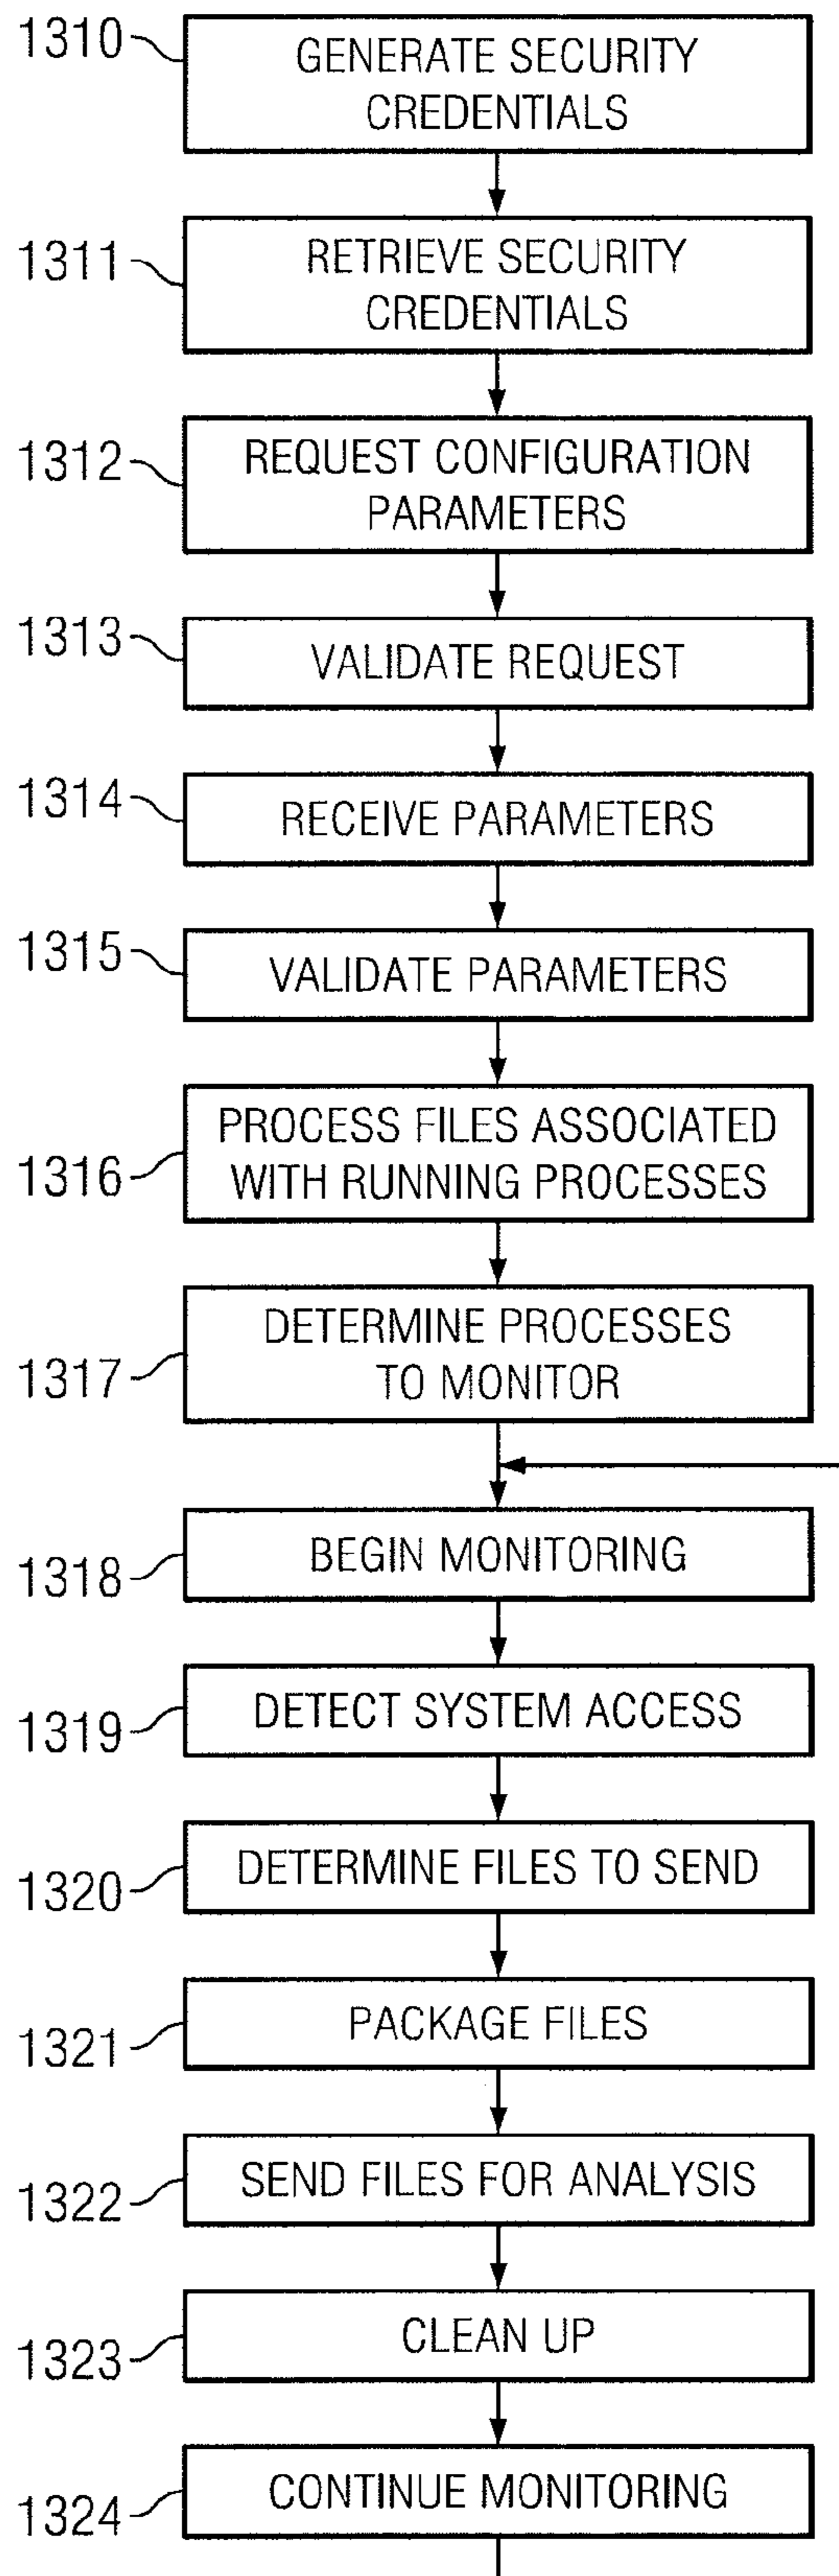 1310
GENERATE SECURITY
CREDENTIALS
1311
RETRIEVE SECURITY
CREDENTIALS
1312
REQUEST CONFIGURATION
PARAMETERS
1313
VALIDATE REQUEST
1314
RECEIVE PARAMETERS
1315
VALIDATE PARAMETERS
1316
PROCESS FILES ASSOCIATED
WITH RUNNING PROCESSES
1317
DETERMINE PROCESSES
TO MONITOR
1318
BEGIN MONITORING
1319
DETECT SYSTEM ACCESS
1320
DETERMINE FILES TO SEND
1321
PACKAGE FILES
1322
SEND FILES FOR ANALYSIS
1323
CLEAN UP
1324
CONTINUE MONITORING